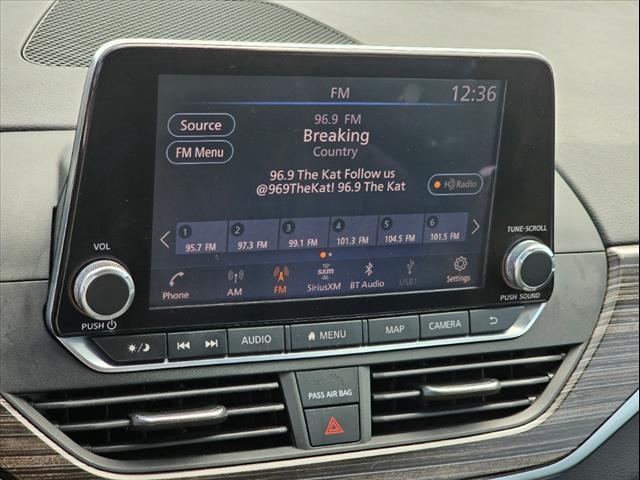 FM
12:36
Source
FM Menu
96.9 FM
Breaking
Country
96.9 The Kat Follow us
@969TheKat! 96.9 The Kat
HD Radio
1 2 3 4 5 6
95.7 FM 97.3 FM 99.1 FM 101.3 FM 104.5 FM 101.5 FM
Phone AM FM SXM SiriusXM BT Audio USB1 Settings
VOL
PUSH
TUNE-SCROLL
PUSH SOUND
AUDIO MENU MAP CAMERA
PASS AIR BAG